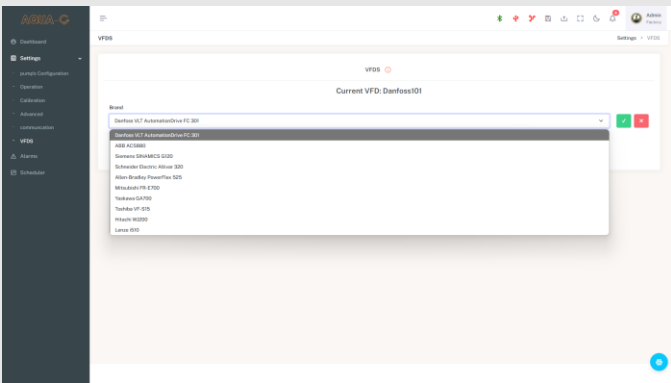 Admin
Dashboard
VFDS
Settings > VFDS
Settings
pump/s Configuration
Operation
Calibration
Advanced
communication
VFDS
Alarms
Scheduler
VFDS
Current VFD: Danfoss101
Brand
Danfoss VLT AutomationDrive FC 301
Danfoss VLT AutomationDrive FC 301
ABB ACS880
Siemens SINAMICS G120
Schneider Electric Altivar 320
Allen Bradley PowerFlex 525
Mitsubishi FR-E700
Yaskawa GA700
Toshiba VF-S15
Hitachi WJ200
Lenze i510